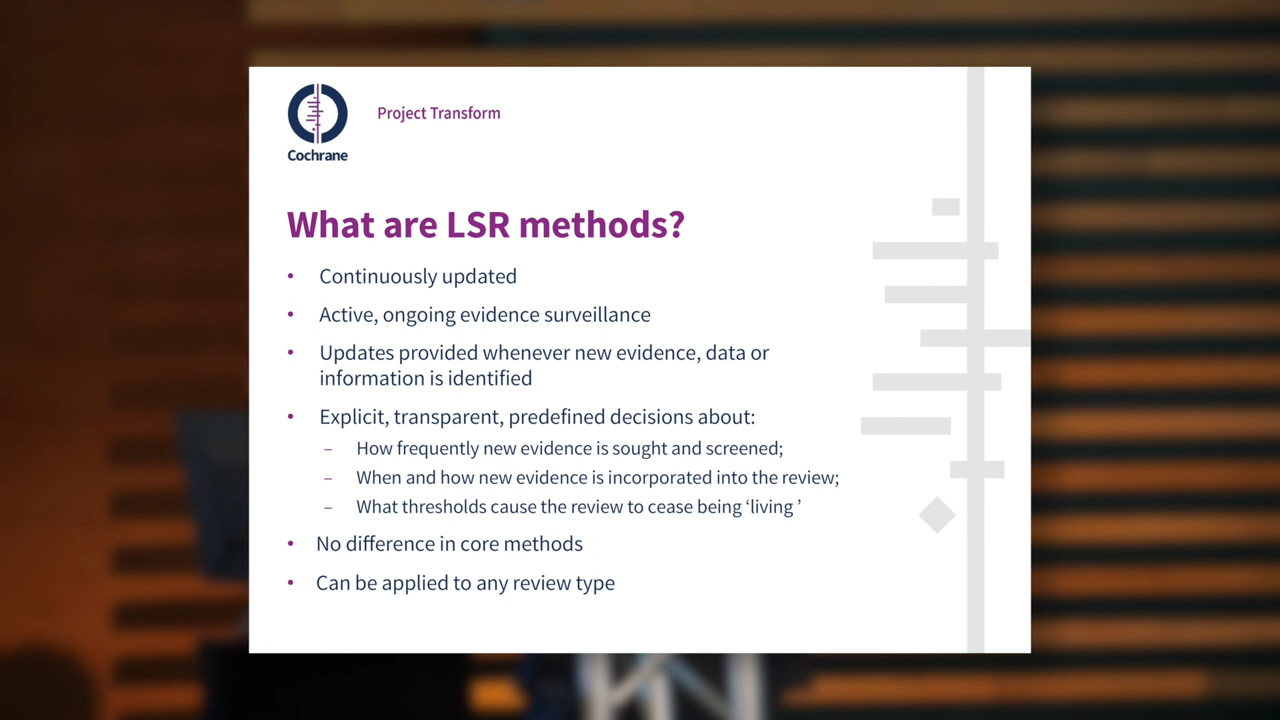 Project Transform
Cochrane
What are LSR methods?
• Continuously updated
• Active, ongoing evidence surveillance
• Updates provided whenever new evidence, data or
information is identified
• Explicit, transparent, predefined decisions about:
– How frequently new evidence is sought and screened;
– When and how new evidence is incorporated into the review;
– What thresholds cause the review to cease being ‘living ’
• No difference in core methods
• Can be applied to any review type